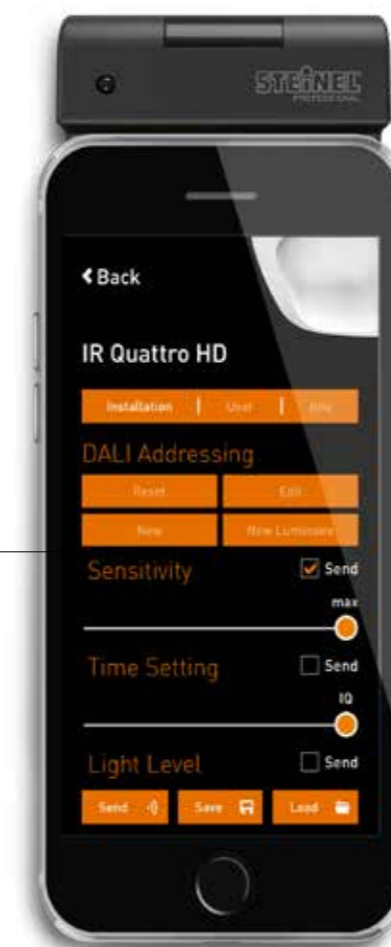 STEINEL
PROFESSIONAL
Back
IR Quattro HD
Installation | User | Info
DALI Addressing
Reset Edit
New New Luminaire
Sensitivity Send
max
Time Setting Send
IQ
Light Level Send
Send Save Load